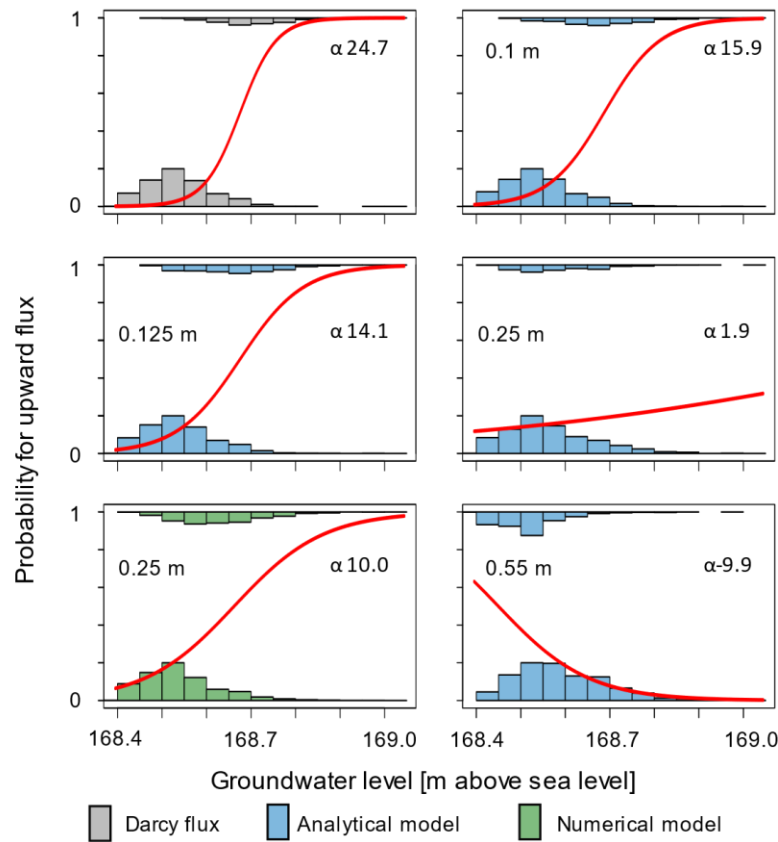 1
α 24.7
0
0.1 m
α 15.9
1
0.125 m
α 14.1
0
0.25 m
α 1.9
1
0.25 m
α 10.0
0
0.55 m
α-9.9
Probability for upward flux
168.4
168.7
169.0
168.4
168.7
169.0
Groundwater level [m above sea level]
Darcy flux
Analytical model
Numerical model